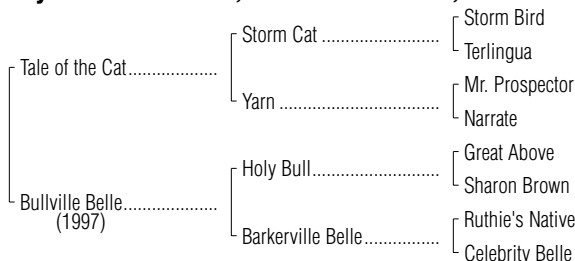 Storm Bird
Storm Cat
Terlingua
Tale of the Cat
Mr. Prospector
Yarn
Narrate
Great Above
Holy Bull
Sharon Brown
Bullville Belle
(1997)
Ruthie's Native
Barkerville Belle
Celebrity Belle